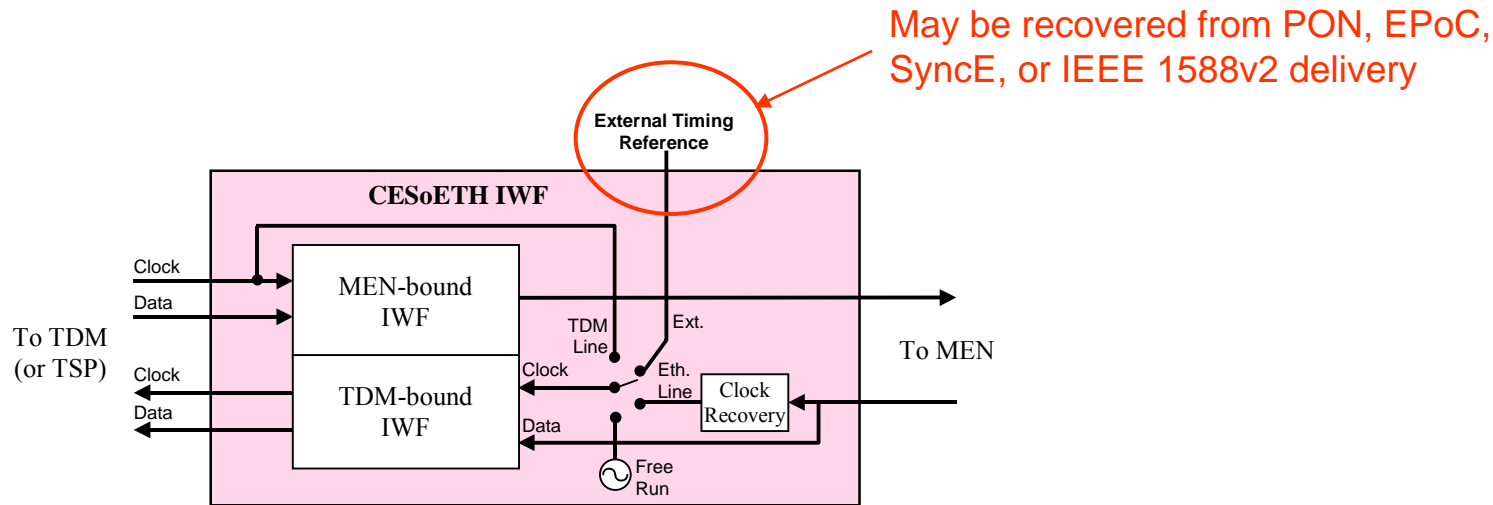 May be recovered from PON, EPoC,
SyncE, or IEEE 1588v2 delivery
External Timing
Reference
CESoETH IWF
Clock
Data
To TDM
(or TSP)
Clock
Data
MEN-bound
IWF
TDM-bound
IWF
TDM
Line
Ext.
Clock
Eth.
Line
Data
Clock
Recovery
Free
Run
To MEN